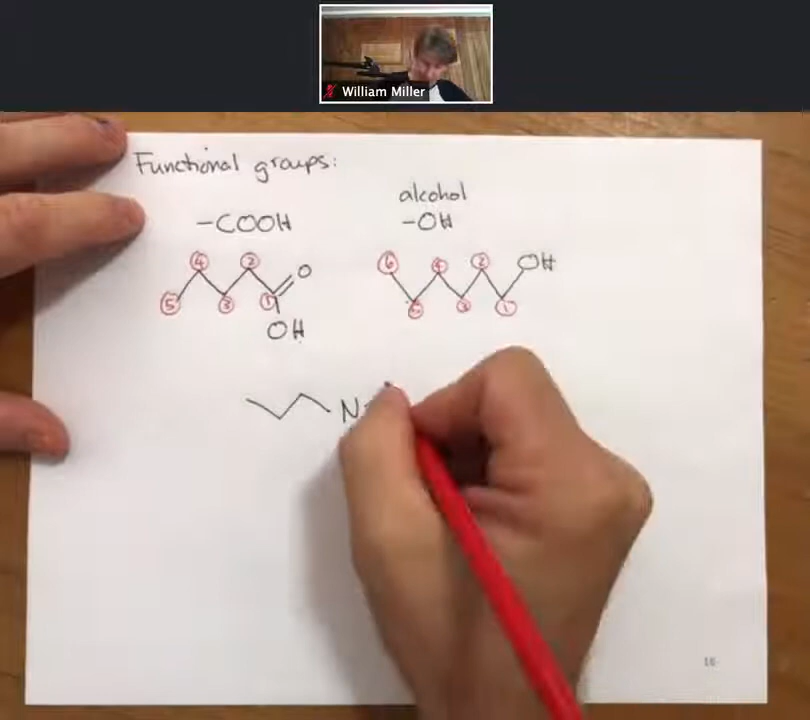 William Miller
Functional groups:
-COOH
alcohol
-OH
4 2 O
5 3 1
OH
6 4 2 OH
5 3 1
N
16